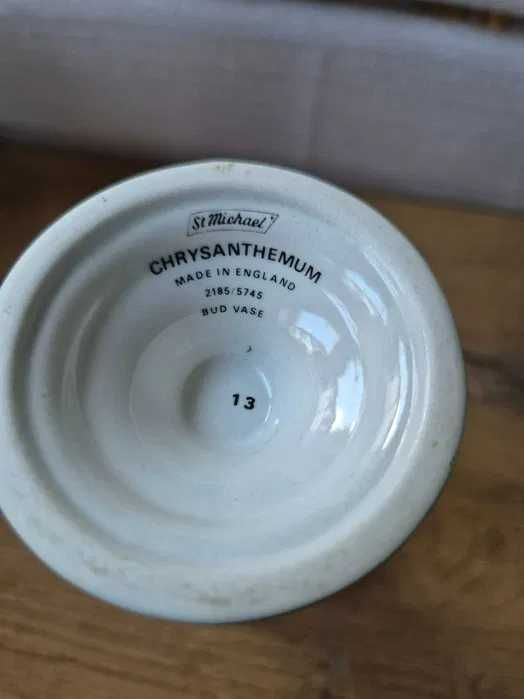 St Michael®
CHRYSANTHEMUM
MADE IN ENGLAND
2185/5745
BUD VASE
13